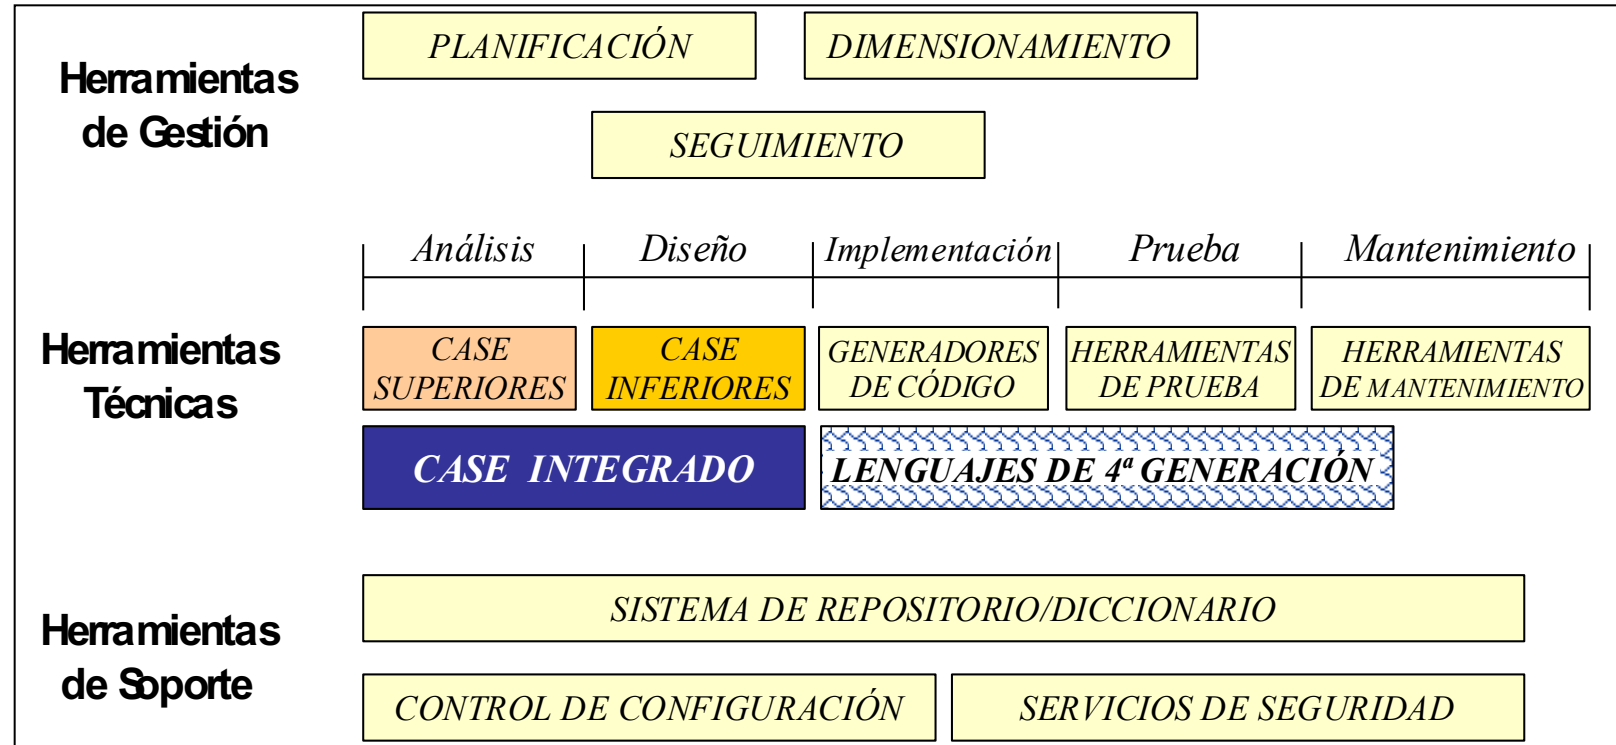 Herramientas
de Gestión
PLANIFICACIÓN
DIMENSIONAMIENTO
SEGUIMIENTO
Análisis
Diseño
Implementación
Prueba
Mantenimiento
Herramientas
Técnicas
CASE
SUPERIORES
CASE
INFERIORES
GENERADORES
DE CÓDIGO
HERRAMIENTAS
DE PRUEBA
HERRAMIENTAS
DE MANTENIMIENTO
CASE INTEGRADO
LENGUAJES DE 4ª GENERACIÓN
Herramientas
de Soporte
SISTEMA DE REPOSITORIO/DICCIONARIO
CONTROL DE CONFIGURACIÓN
SERVICIOS DE SEGURIDAD